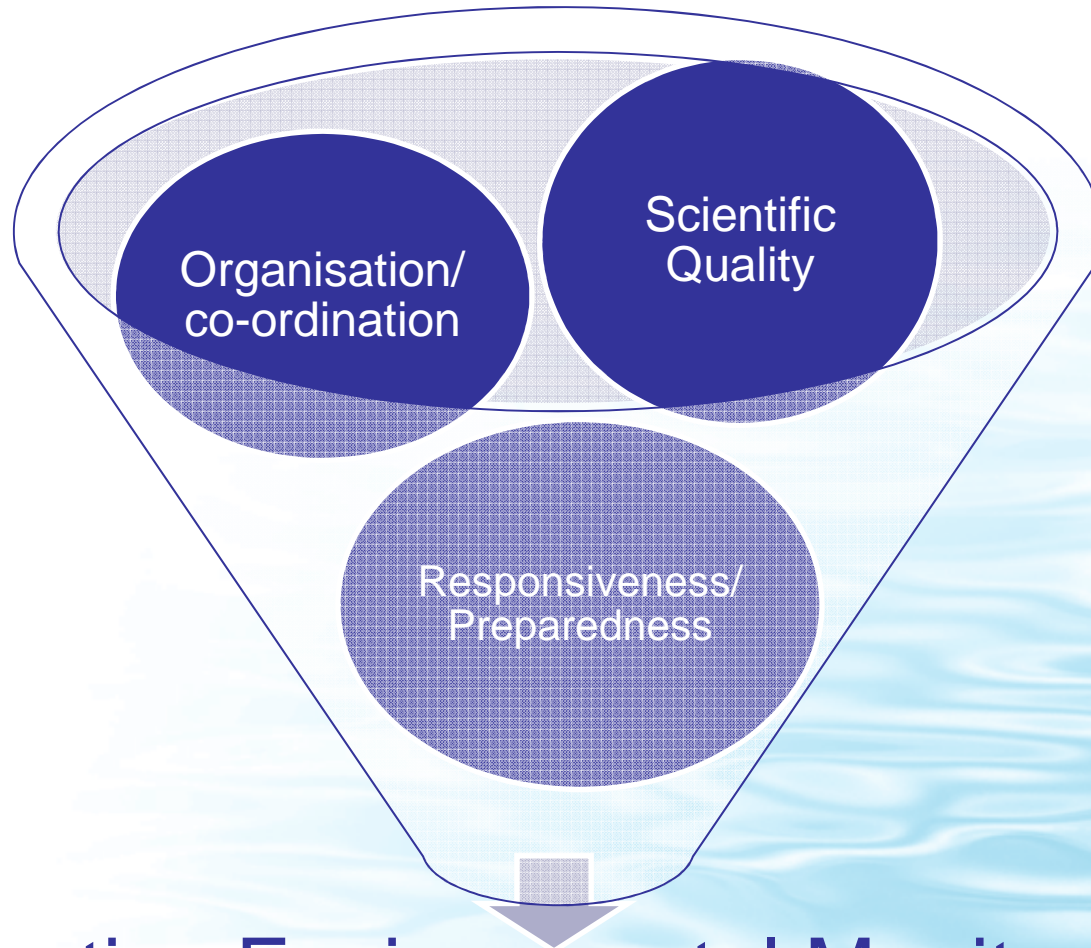 Scientific
Quality
Organisation/
co-ordination
Responsiveness/
Preparedness